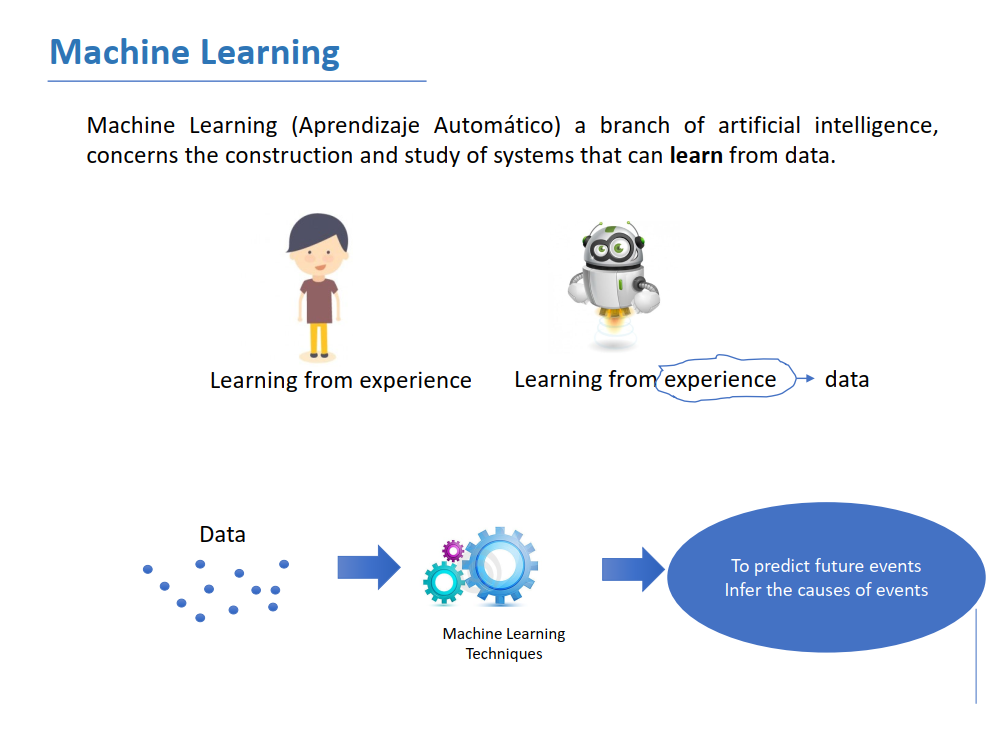 Machine Learning
Machine Learning (Aprendizaje Automático) a branch of artificial intelligence,
concerns the construction and study of systems that can learn from data.
Learning from experience
Learning from experience data
Data
To predict future events
Infer the causes of events
Machine Learning
Techniques